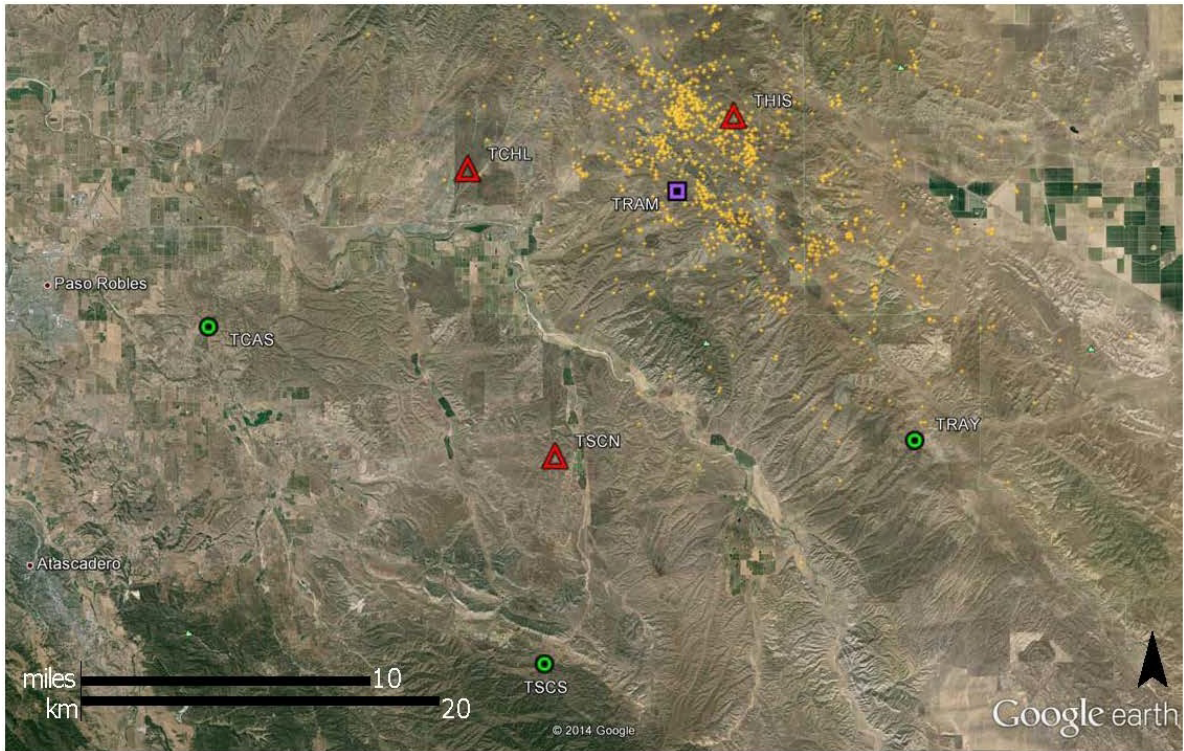 THIS
TCHL
TRAM
Paso Robles
TCAS
TRAY
TSCN
Atascadero
TSCS
miles 10
km 20
© 2014 Google
Google earth